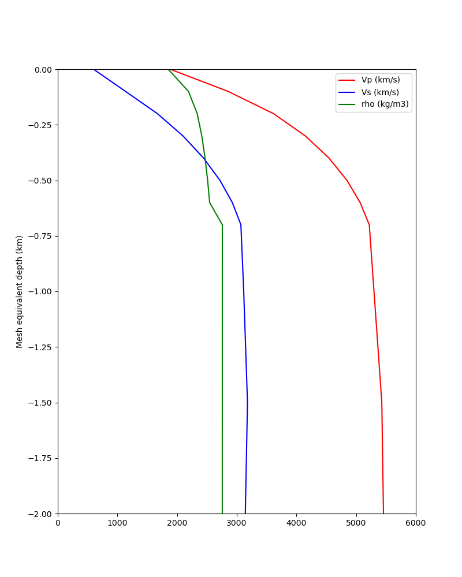 Vp (km/s)
Vs (km/s)
rho (kg/m3)
Mesh equivalent depth (km)
0.00
−0.25
−0.50
−0.75
−1.00
−1.25
−1.50
−1.75
−2.00
0 1000 2000 3000 4000 5000 6000